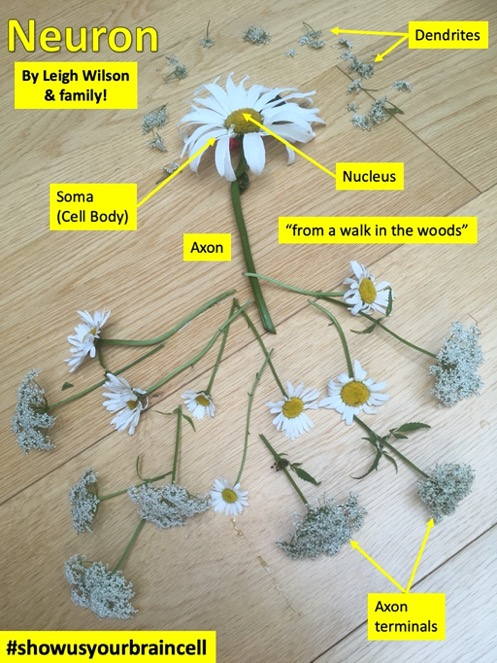 Neuron
By Leigh Wilson
& family!
Dendrites
Nucleus
Soma
(Cell Body)
"from a walk in the woods"
Axon
Axon
terminals
#showusyourbraincell